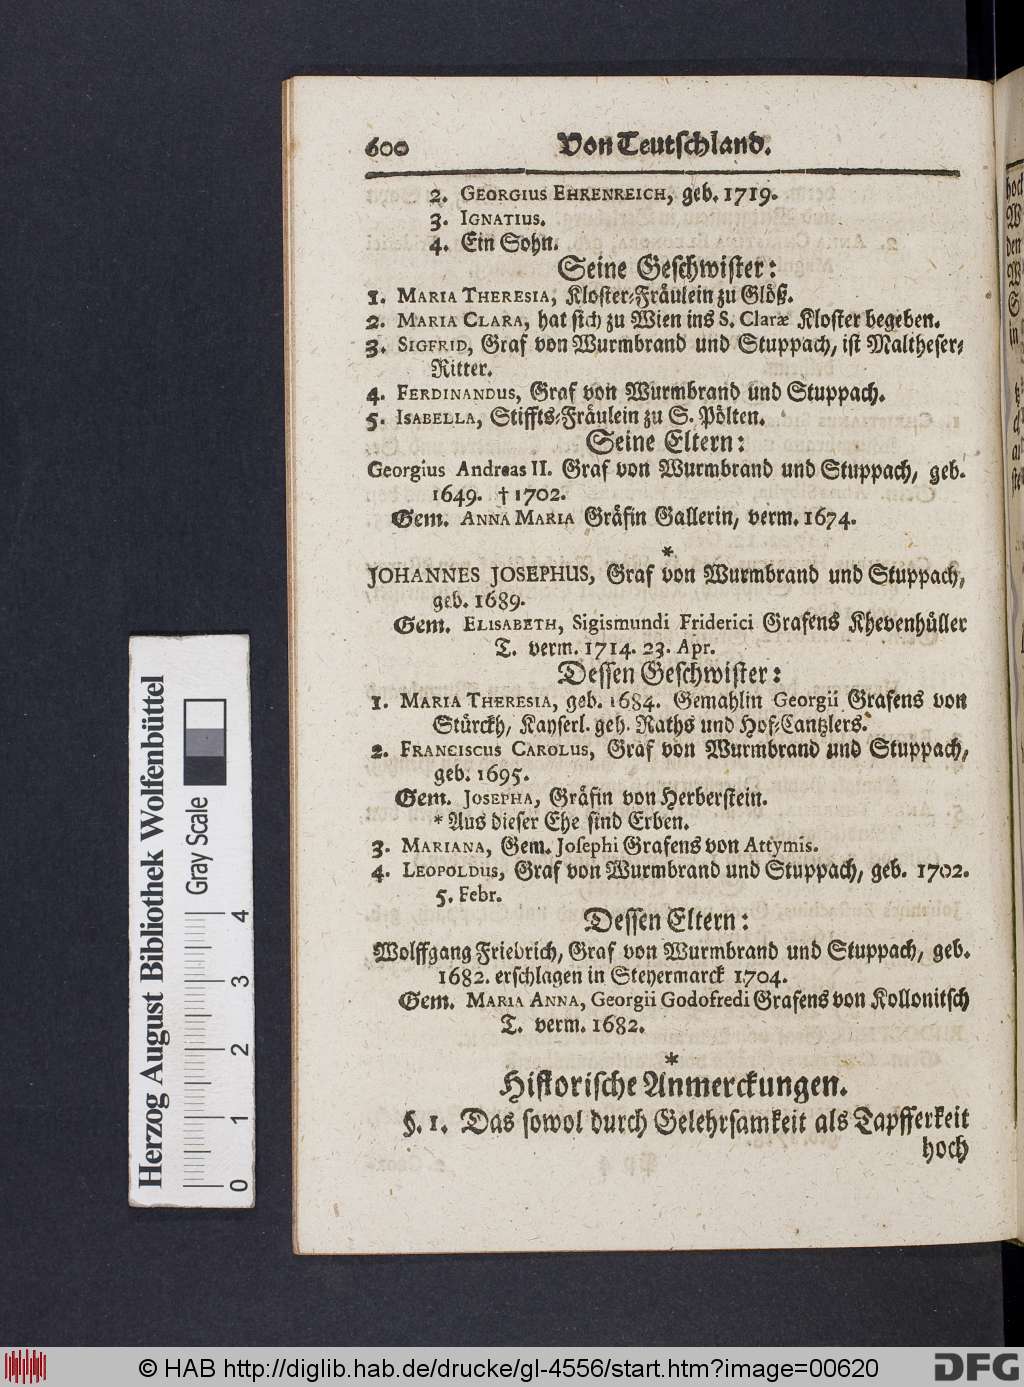 600 Von Teutschland.
2. GEORGIUS EHRENREICH, geb. 1719.
3. IGNATIUS.
4. Ein Sohn.
Seine Geschwister:
1. MARIA THERESIA, Kloster-Fräulein zu Glöß.
2. MARIA CLARA, hat sich zu Wien ins S. Claræ Kloster begeben.
3. SIGFRID, Graf von Wurmbrand und Stuppach, ist Maltheser-
Ritter.
4. FERDINANDUS, Graf von Wurmbrand und Stuppach.
5. ISABELLA, Stiffts-Fräulein zu S. Pölten.
Seine Eltern:
Georgius Andreas II. Graf von Wurmbrand und Stuppach, geb.
1649. † 1702.
Gem. ANNA MARIA Gräfin Gallerin, verm. 1674.
*
JOHANNES JOSEPHUS, Graf von Wurmbrand und Stuppach,
geb. 1689.
Gem. ELISABETH, Sigismundi Friderici Grafens Khevenhüller
T. verm. 1714. 23. Apr.
Dessen Geschwister:
1. MARIA THERESIA, geb. 1684. Gemahlin Georgii Grafens von
Stürckh, Kayserl. geh. Raths und Hof-Cantzlers.
2. FRANCISCUS CAROLUS, Graf von Wurmbrand und Stuppach,
geb. 1695.
Gem. JOSEPHA, Gräfin von Herberstein.
* Aus dieser Ehe sind Erben.
3. MARIANA, Gem. Josephi Grafens von Attymis.
4. LEOPOLDUS, Graf von Wurmbrand und Stuppach, geb. 1702.
5. Febr.
Dessen Eltern:
Wolffgang Friedrich, Graf von Wurmbrand und Stuppach, geb.
1682. erschlagen in Steyermarck 1704.
Gem. MARIA ANNA, Georgii Godofredi Grafens von Kollonitsch
T. verm. 1682.
*
Historische Anmerckungen.
§. 1. Das sowol durch Gelehrsamkeit als Tapfferkeit
hoch
Herzog August Bibliothek Wolfenbüttel
Gray Scale
0 1 2 3 4
© HAB http://diglib.hab.de/drucke/gl-4556/start.htm?image=00620
DFG